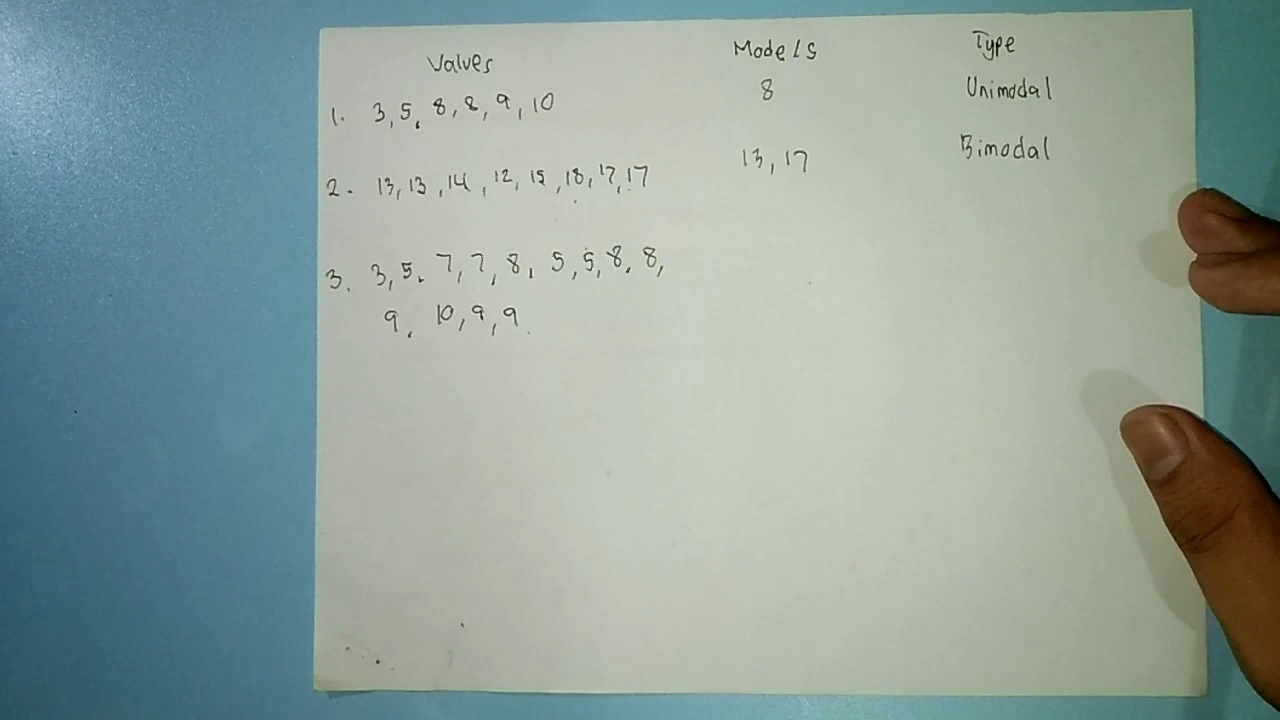 Values Mode/s Type
1. 3, 5, 8, 8, 9, 10 8 Unimodal
2. 13, 13, 14, 12, 15, 18, 17, 17 13, 17 Bimodal
3. 3, 5, 7, 7, 8, 5, 5, 8, 8,
9, 10, 9, 9